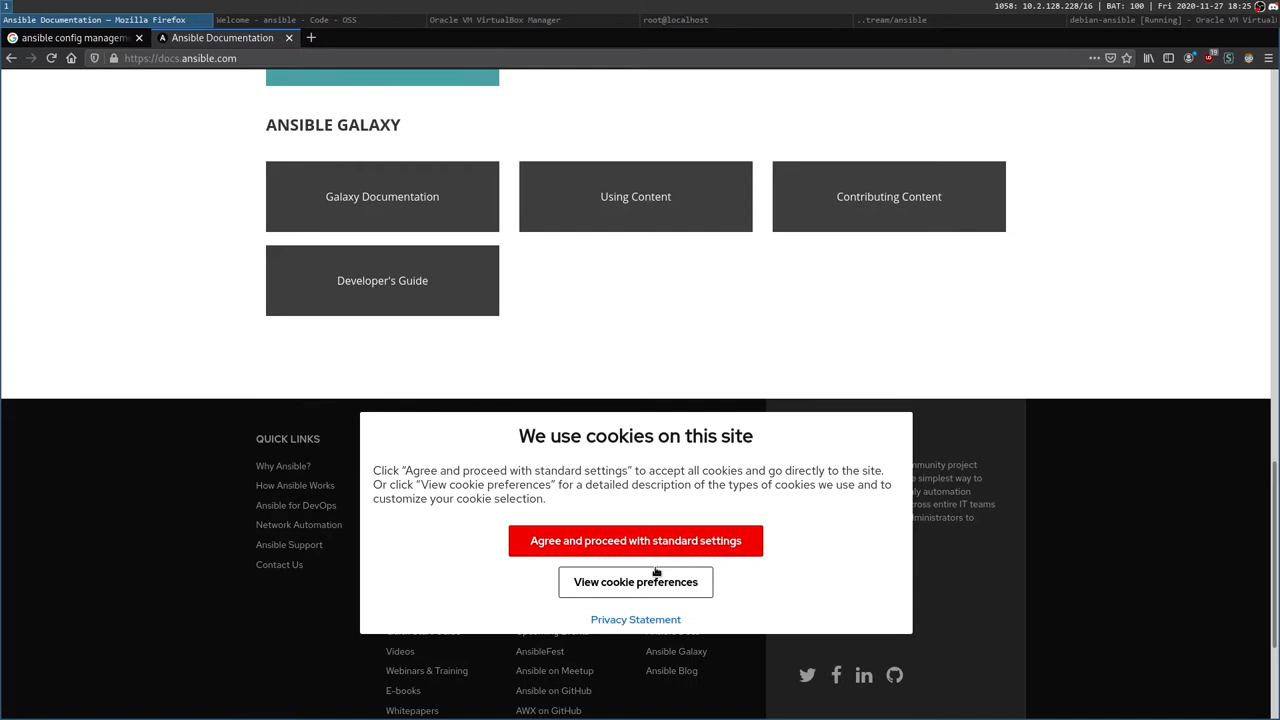 1
1058: 10.2.128.228/16 | BAT: 100 | Fri 2020-11-27 18:25
Ansible Documentation — Mozilla Firefox
Welcome - ansible - Code - OSS
Oracle VM VirtualBox Manager
root@localhost
..tream/ansible
debian-ansible [Running] - Oracle VM Virtual
ansible config managem
Ansible Documentation
https://docs.ansible.com
19
ANSIBLE GALAXY
Galaxy Documentation
Using Content
Contributing Content
Developer's Guide
QUICK LINKS
Why Ansible?
How Ansible Works
Ansible for DevOps
Network Automation
Ansible Support
Contact Us
We use cookies on this site
Click “Agree and proceed with standard settings” to accept all cookies and go directly to the site.
Or click “View cookie preferences” for a detailed description of the types of cookies we use and to
customize your cookie selection.
Agree and proceed with standard settings
View cookie preferences
Privacy Statement
Videos
Webinars & Training
E-books
Whitepapers
AnsibleFest
Ansible on Meetup
Ansible on GitHub
AWX on GitHub
Ansible Galaxy
Ansible Blog
project
simplest way to
automation
entire IT teams
to